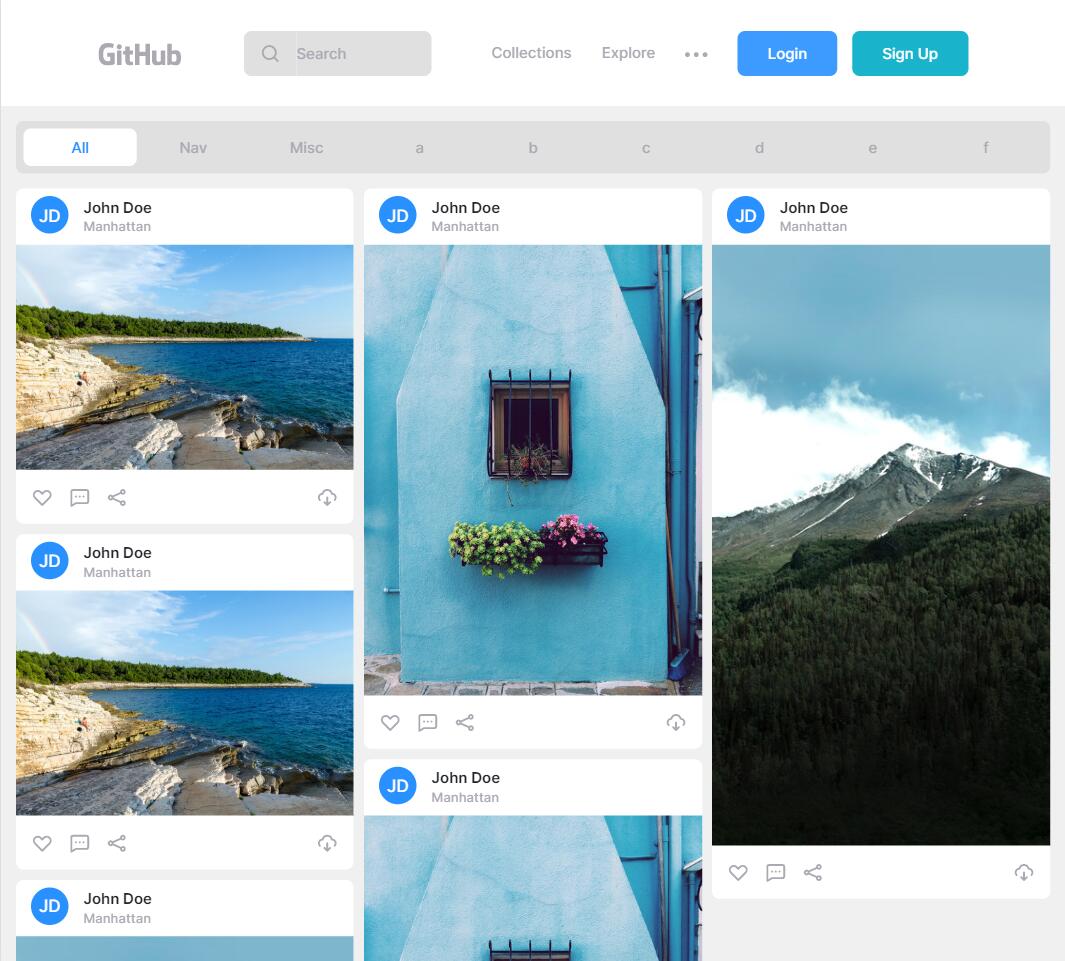 GitHub
Search
Collections
Explore
Login
Sign Up
All
Nav
Misc
a
b
c
d
e
f
JD
John Doe
Manhattan
JD
John Doe
Manhattan
JD
John Doe
Manhattan
JD
John Doe
Manhattan
JD
John Doe
Manhattan
JD
John Doe
Manhattan